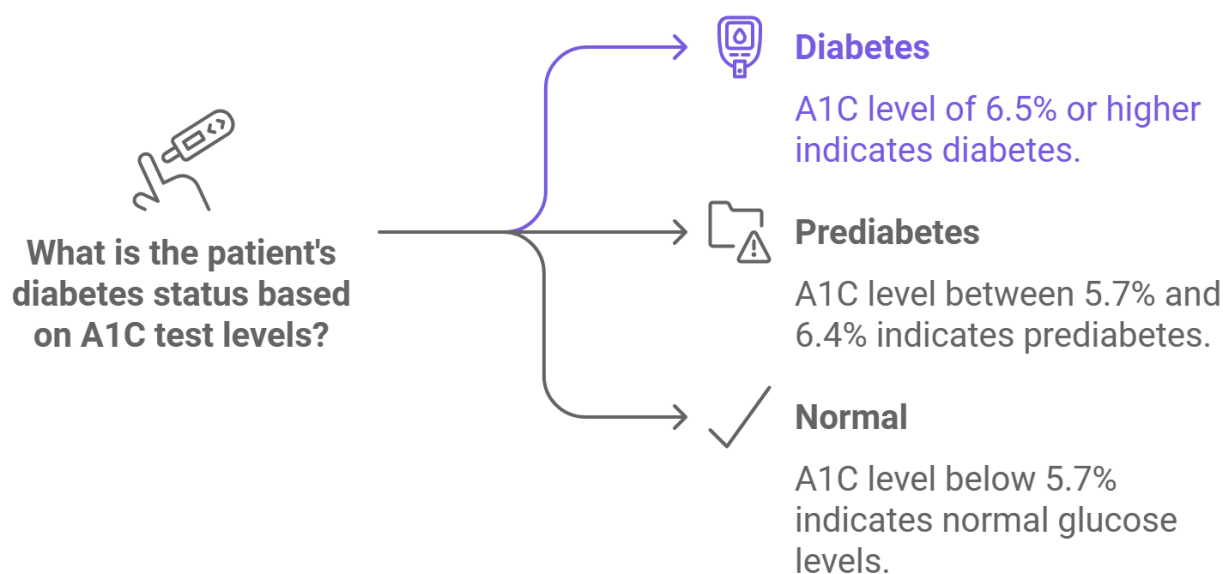 What is the patient's
diabetes status based
on A1C test levels?
Diabetes
A1C level of 6.5% or higher
indicates diabetes.
Prediabetes
A1C level between 5.7% and
6.4% indicates prediabetes.
Normal
A1C level below 5.7%
indicates normal glucose
levels.